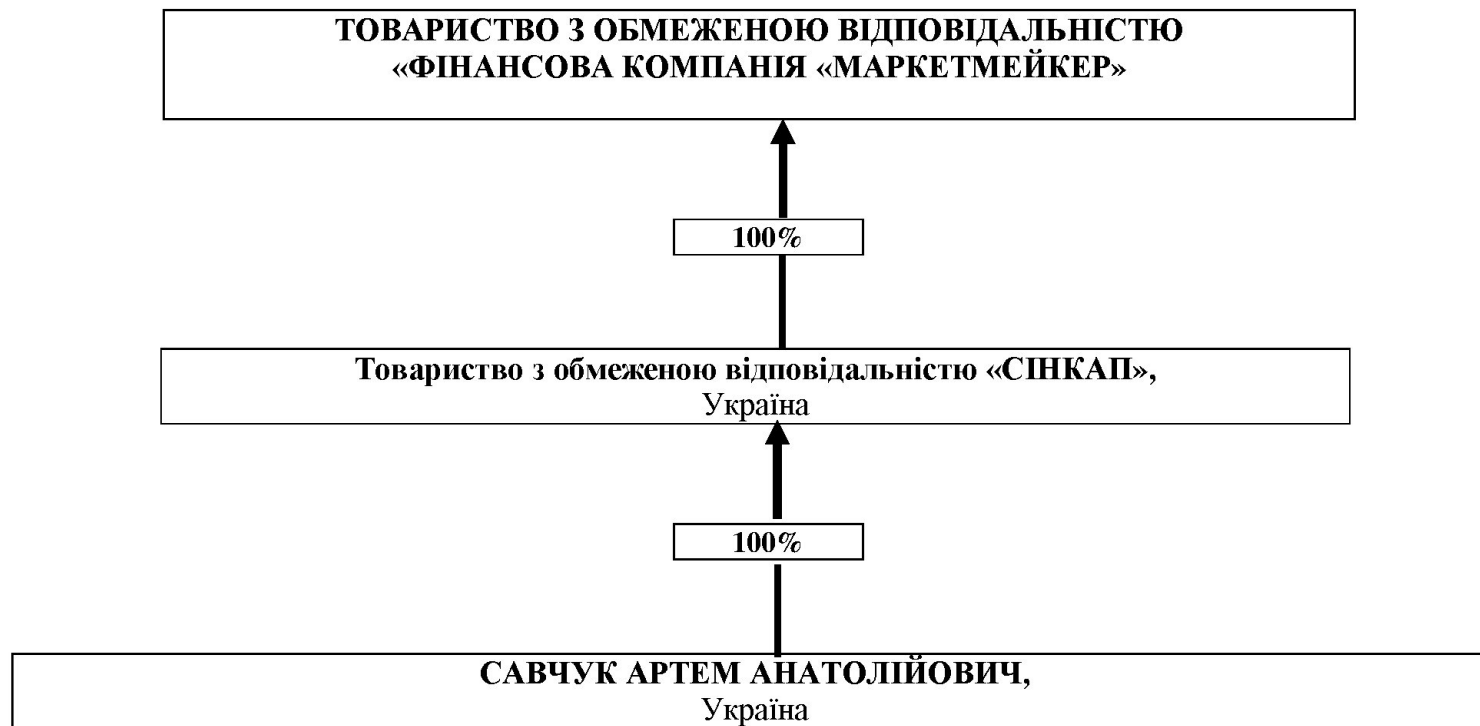 ТОВАРИСТВО З ОБМЕЖЕНОЮ ВІДПОВІДАЛЬНІСТЮ
«ФІНАНСОВА КОМПАНІЯ «МАРКЕТМЕЙКЕР»
100%
Товариство з обмеженою відповідальністю «СІНКАП»,
Україна
100%
САВЧУК АРТЕМ АНАТОЛІЙОВИЧ,
Україна